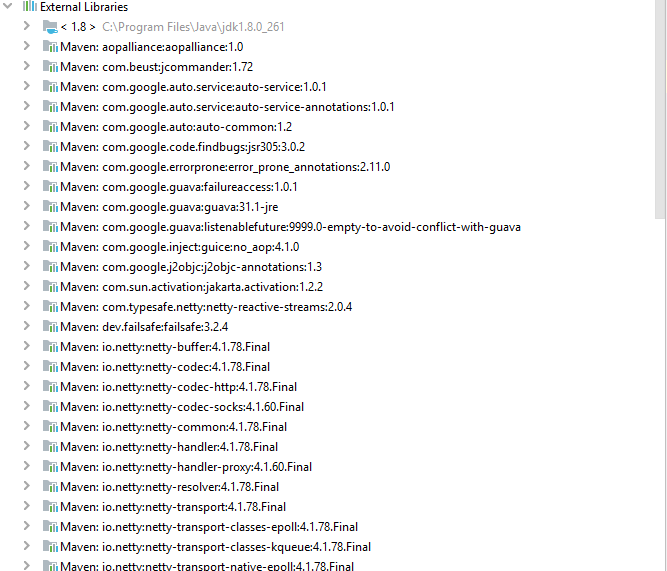 External Libraries
< 1.8 > C:\Program Files\Java\jdk1.8.0_261
Maven: aopalliance:aopalliance:1.0
Maven: com.beust:jcommander:1.72
Maven: com.google.auto.service:auto-service:1.0.1
Maven: com.google.auto.service:auto-service-annotations:1.0.1
Maven: com.google.auto:auto-common:1.2
Maven: com.google.code.findbugs:jsr305:3.0.2
Maven: com.google.errorprone:error_prone_annotations:2.11.0
Maven: com.google.guava:failureaccess:1.0.1
Maven: com.google.guava:guava:31.1-jre
Maven: com.google.guava:listenablefuture:9999.0-empty-to-avoid-conflict-with-guava
Maven: com.google.inject:guice:no_aop:4.1.0
Maven: com.google.j2objc:j2objc-annotations:1.3
Maven: com.sun.activation:jakarta.activation:1.2.2
Maven: com.typesafe.netty:netty-reactive-streams:2.0.4
Maven: dev.failsafe:failsafe:3.2.4
Maven: io.netty:netty-buffer:4.1.78.Final
Maven: io.netty:netty-codec:4.1.78.Final
Maven: io.netty:netty-codec-http:4.1.78.Final
Maven: io.netty:netty-codec-socks:4.1.60.Final
Maven: io.netty:netty-common:4.1.78.Final
Maven: io.netty:netty-handler:4.1.78.Final
Maven: io.netty:netty-handler-proxy:4.1.60.Final
Maven: io.netty:netty-resolver:4.1.78.Final
Maven: io.netty:netty-transport:4.1.78.Final
Maven: io.netty:netty-transport-classes-epoll:4.1.78.Final
Maven: io.netty:netty-transport-classes-kqueue:4.1.78.Final
Maven: io.netty:netty-transport-native-epoll:4.1.78.Final